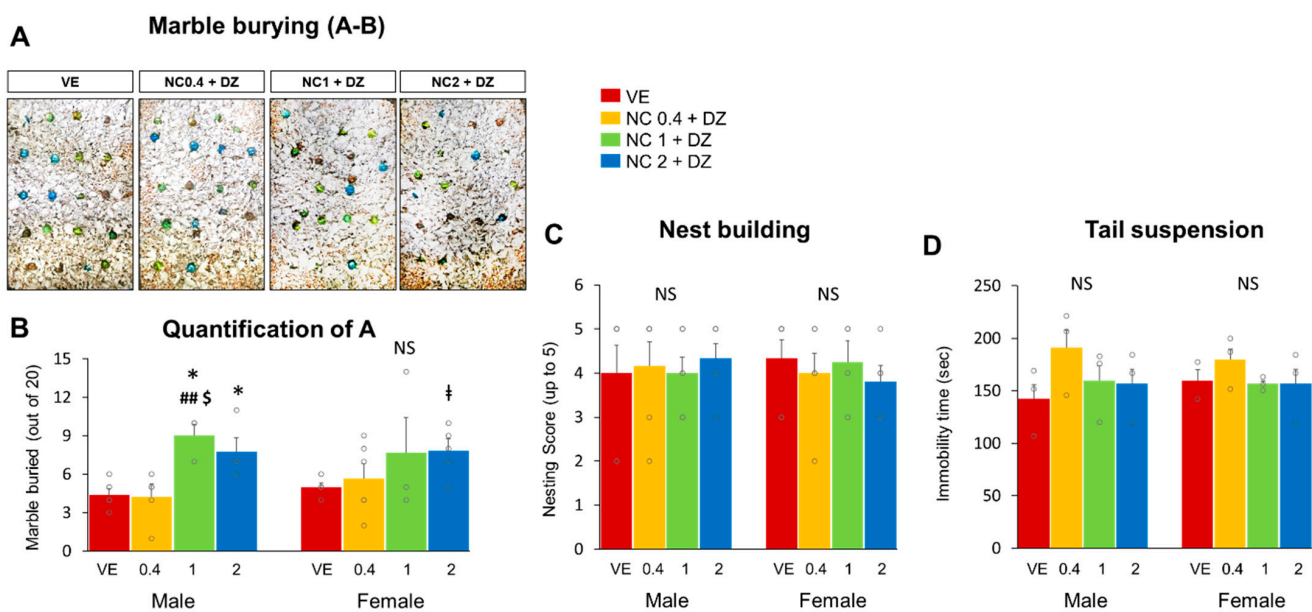 A
Marble burying (A-B)
VE
NC0.4 + DZ
NC1 + DZ
NC2 + DZ
VE
NC 0.4 + DZ
NC 1 + DZ
NC 2 + DZ
B
Quantification of A
Marble buried (out of 20)
15
12
9
6
3
0
*
## $
*
NS
ǂ
VE 0.4 1 2 VE 0.4 1 2
Male Female
C
Nest building
Nesting Score (up to 5)
6
5
4
3
2
1
0
NS NS
VE 0.4 1 2 VE 0.4 1 2
Male Female
D
Tail suspension
Immobility time (sec)
250
200
150
100
50
0
NS NS
VE 0.4 1 2 VE 0.4 1 2
Male Female